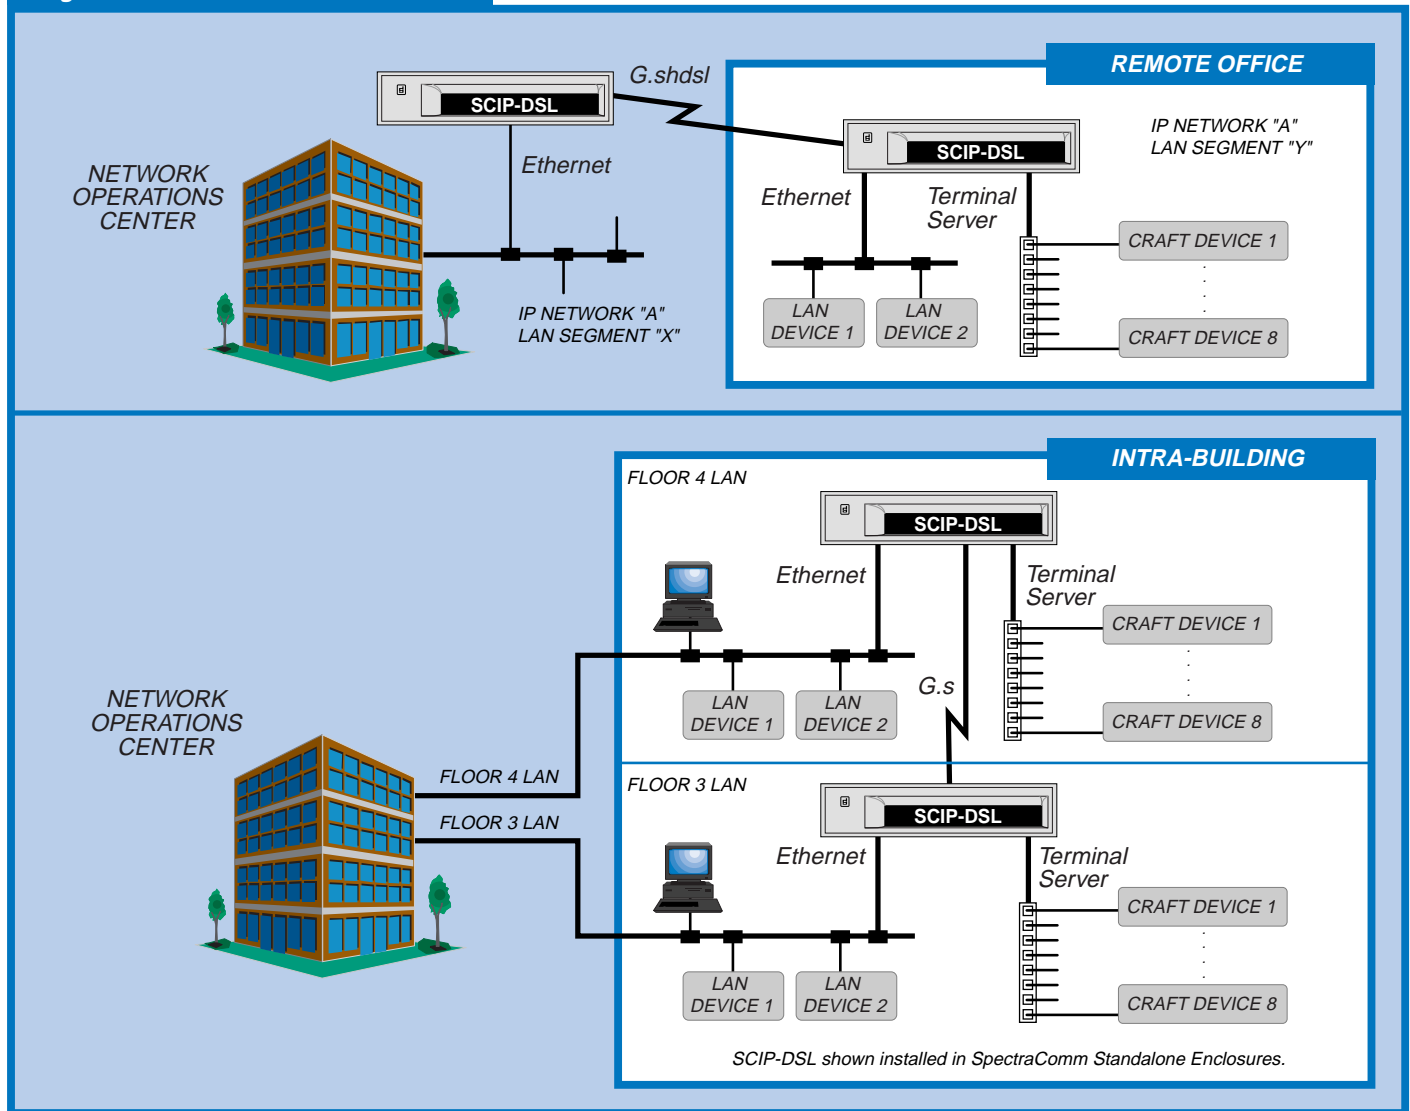 REMOTE OFFICE
G.shdsl
SCIP-DSL
IP NETWORK "A"
LAN SEGMENT "Y"
SCIP-DSL
Ethernet
NETWORK
OPERATIONS
CENTER
Ethernet
Terminal
Server
CRAFT DEVICE 1
IP NETWORK "A"
LAN SEGMENT "X"
LAN
DEVICE 1
LAN
DEVICE 2
CRAFT DEVICE 8
INTRA-BUILDING
FLOOR 4 LAN
SCIP-DSL
Ethernet
Terminal
Server
CRAFT DEVICE 1
G.s
LAN
DEVICE 1
LAN
DEVICE 2
CRAFT DEVICE 8
NETWORK
OPERATIONS
CENTER
FLOOR 4 LAN
FLOOR 3 LAN
FLOOR 3 LAN
SCIP-DSL
Ethernet
Terminal
Server
CRAFT DEVICE 1
LAN
DEVICE 1
LAN
DEVICE 2
CRAFT DEVICE 8
SCIP-DSL shown installed in SpectraComm Standalone Enclosures.